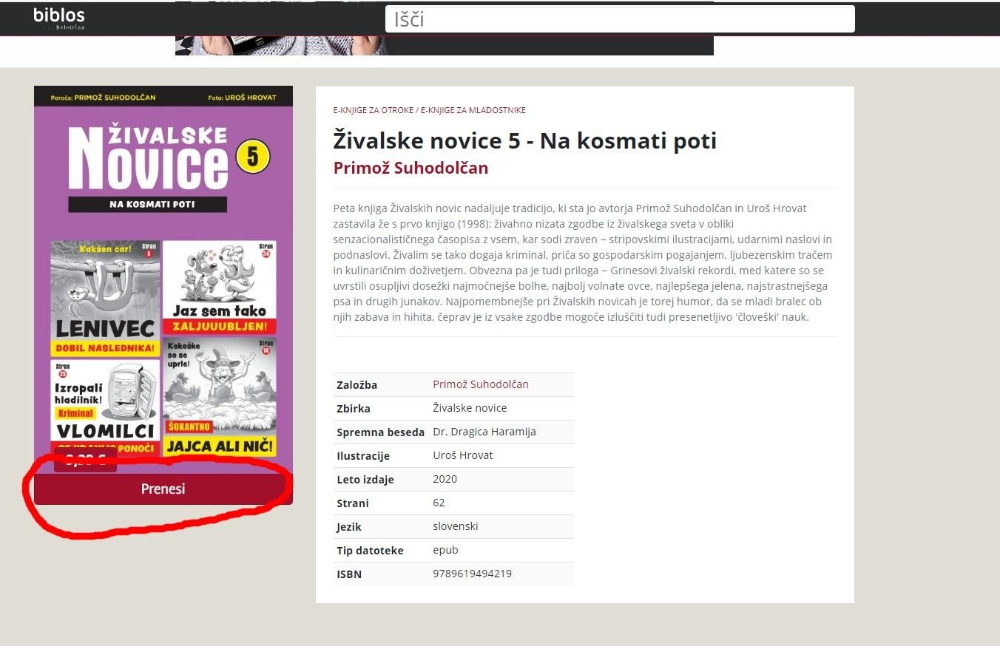 biblos
...Beletrina
Išči
Poroča: PRIMOŽ SUHODOLČAN
Foto: UROŠ HROVAT
ŽIVALSKE
NOVICE
5
NA KOSMATI POTI
Kakšen car!
Stran
5
LENIVEC
DOBIL NASLEDNIKA!
Stran
34
Jaz sem tako
ZALJUUUBLJEN!
Stran
25
Izropali
hladilnik!
Kriminal
VLOMILCI
PONOČI
Kokoške
so se
uprle!
Stran
14
ŠOKANTNO
JAJCA ALI NIČ!
Prenesi
E-KNJIGE ZA OTROKE / E-KNJIGE ZA MLADOSTNIKE
Živalske novice 5 - Na kosmati poti
Primož Suhodolčan
Peta knjiga Živalskih novic nadaljuje tradicijo, ki sta jo avtorja Primož Suhodolčan in Uroš Hrovat
zastavila že s prvo knjigo (1998): živahno nizata zgodbe iz živalskega sveta v obliki
senzacionalističnega časopisa z vsem, kar sodi zraven – stripovskimi ilustracijami, udarnimi naslovi in
podnaslovi. Živalim se tako dogaja kriminal, priča so gospodarskim pogajanjem, ljubezenskim tračem
in kulinaričnim doživetjem. Obvezna pa je tudi priloga – Grinesovi živalski rekordi, med katere so se
uvrstili osupljivi dosežki najmočnejše bolhe, najbolj volnate ovce, najlepšega jelena, najstrastnejšega
psa in drugih junakov. Najpomembnejše pri Živalskih novicah je torej humor, da se mladi bralec ob
njih zabava in hihita, čeprav je iz vsake zgodbe mogoče izluščiti tudi presenetljivo 'človeški' nauk.
Založba Primož Suhodolčan
Zbirka Živalske novice
Spremna beseda Dr. Dragica Haramija
Ilustracije Uroš Hrovat
Leto izdaje 2020
Strani 62
Jezik slovenski
Tip datoteke epub
ISBN 9789619494219